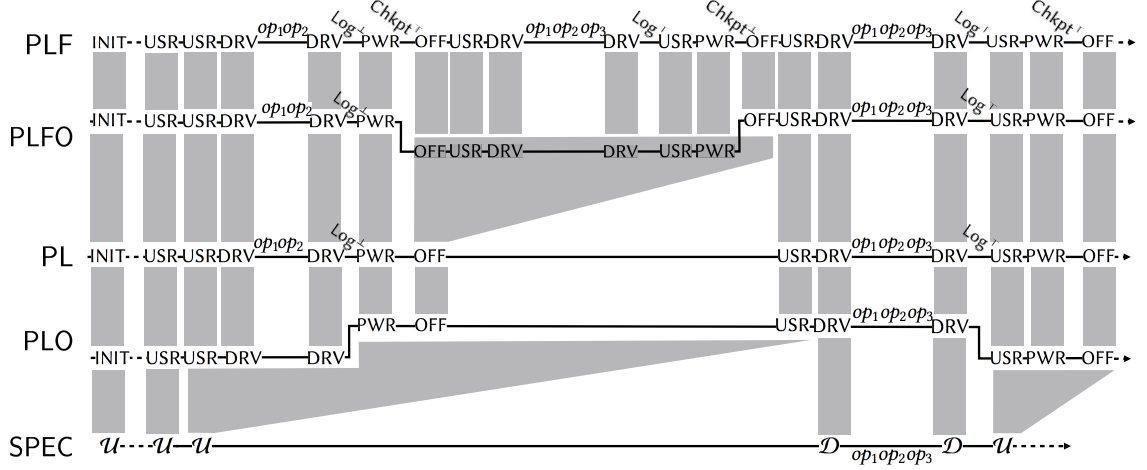 PLF INIT USR USR DRV op₁op₂ DRV Log⊥ PWR Chkpt⊤ OFF USR DRV op₁op₂op₃ DRV Log⊤ USR PWR Chkpt⊥ OFF USR DRV op₁op₂op₃ DRV Log⊤ USR PWR Chkpt⊤ OFF
PLFO INIT USR USR DRV op₁op₂ DRV Log⊥ PWR OFF USR DRV op₁op₂op₃ DRV Log⊤ USR PWR OFF
OFF USR DRV DRV USR PWR
PL INIT USR USR DRV op₁op₂ DRV Log⊥ PWR OFF USR DRV op₁op₂op₃ DRV Log⊤ USR PWR OFF
PLO PWR OFF USR DRV op₁op₂op₃ DRV
INIT USR USR DRV DRV USR PWR OFF
SPEC 𝒰 𝒰 𝒰 𝒟 op₁op₂op₃ 𝒟 𝒰